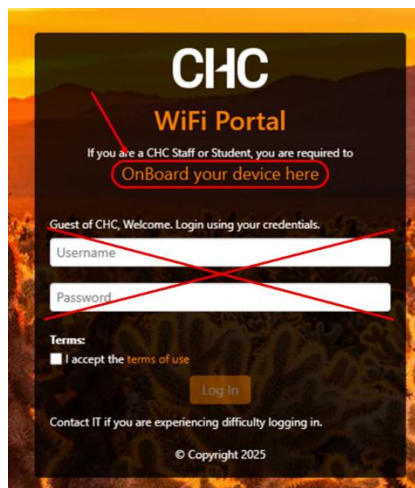 CHC
WiFi Portal
If you are a CHC Staff or Student, you are required to
OnBoard your device here
Guest of CHC, Welcome. Login using your credentials.
Username
Password
Terms:
I accept the terms of use
Log In
Contact IT if you are experiencing difficulty logging in.
© Copyright 2025